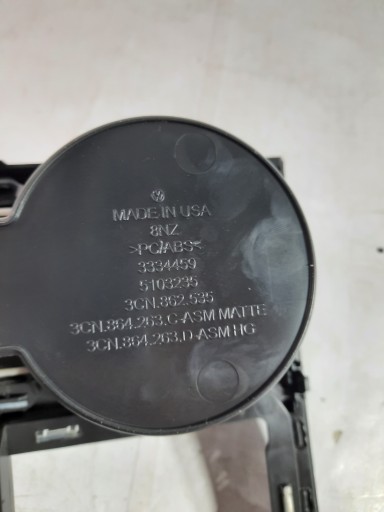 MADE IN USA
8NZ
>PC/ABS<
3334459
5103235
3CN.862.535
3CN.864.263.C-ASM MATTE
3CN.864.263.D-ASM HG